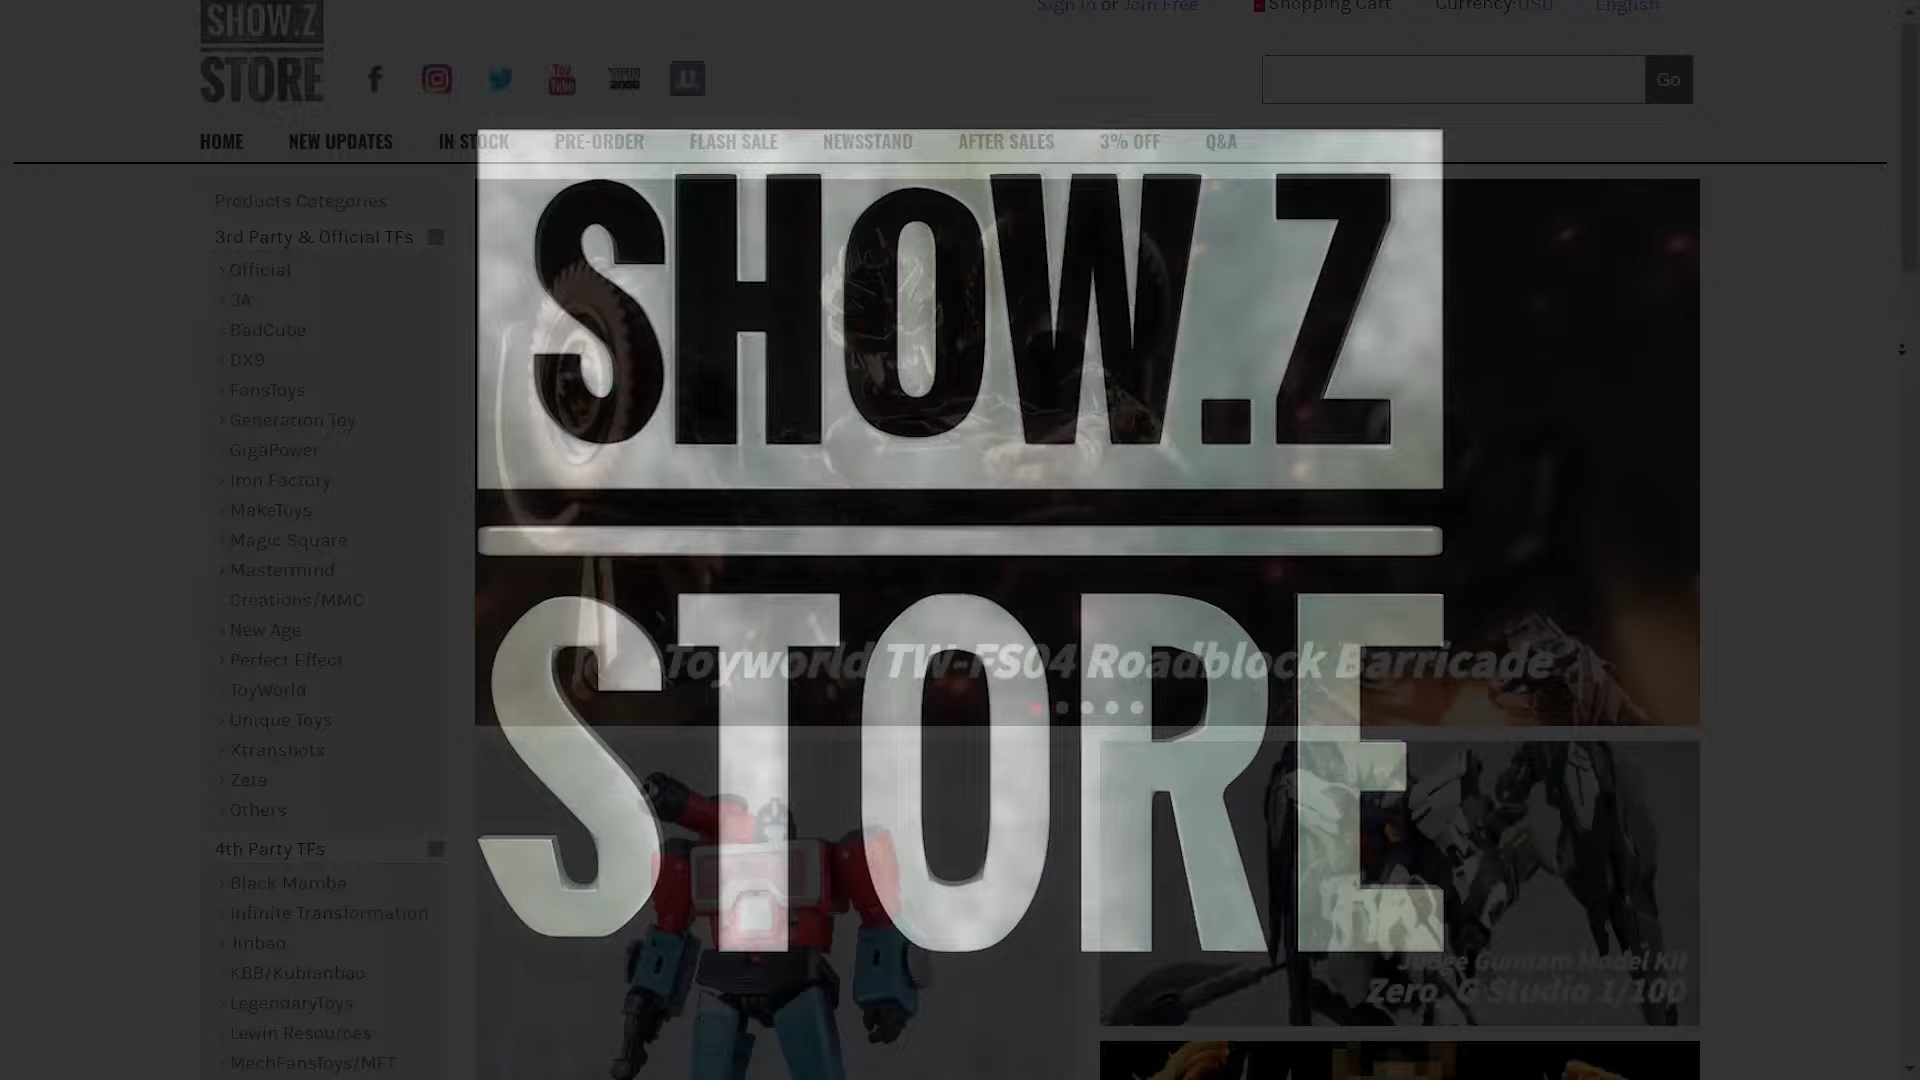 SHOW.Z
STORE
Sign In or Join Free
Shopping Cart
Currency:USD
English
You
Tube
Go
HOME
NEW UPDATES
IN STOCK
PRE-ORDER
FLASH SALE
NEWSSTAND
AFTER SALES
3% OFF
Q&A
Products Categories
3rd Party & Official TFs
› Official
› 3A
› BadCube
› DX9
› FansToys
› Generation Toy
› GigaPower
› Iron Factory
› MakeToys
› Magic Square
› Mastermind
Creations/MMC
› New Age
› Perfect Effect
› ToyWorld
› Unique Toys
› Xtranshots
› Zeta
› Others
4th Party TFs
› Black Mamba
› Infinite Transformation
› Jinbao
› KBB/Kubianbao
› LegendaryToys
› Lewin Resources
› MechFansToys/MFT
SHOW.Z
STORE
Toyworld TW-FS04 Roadblock Barricade
Judge Gundam Model Kit
Zero G Studio 1/100